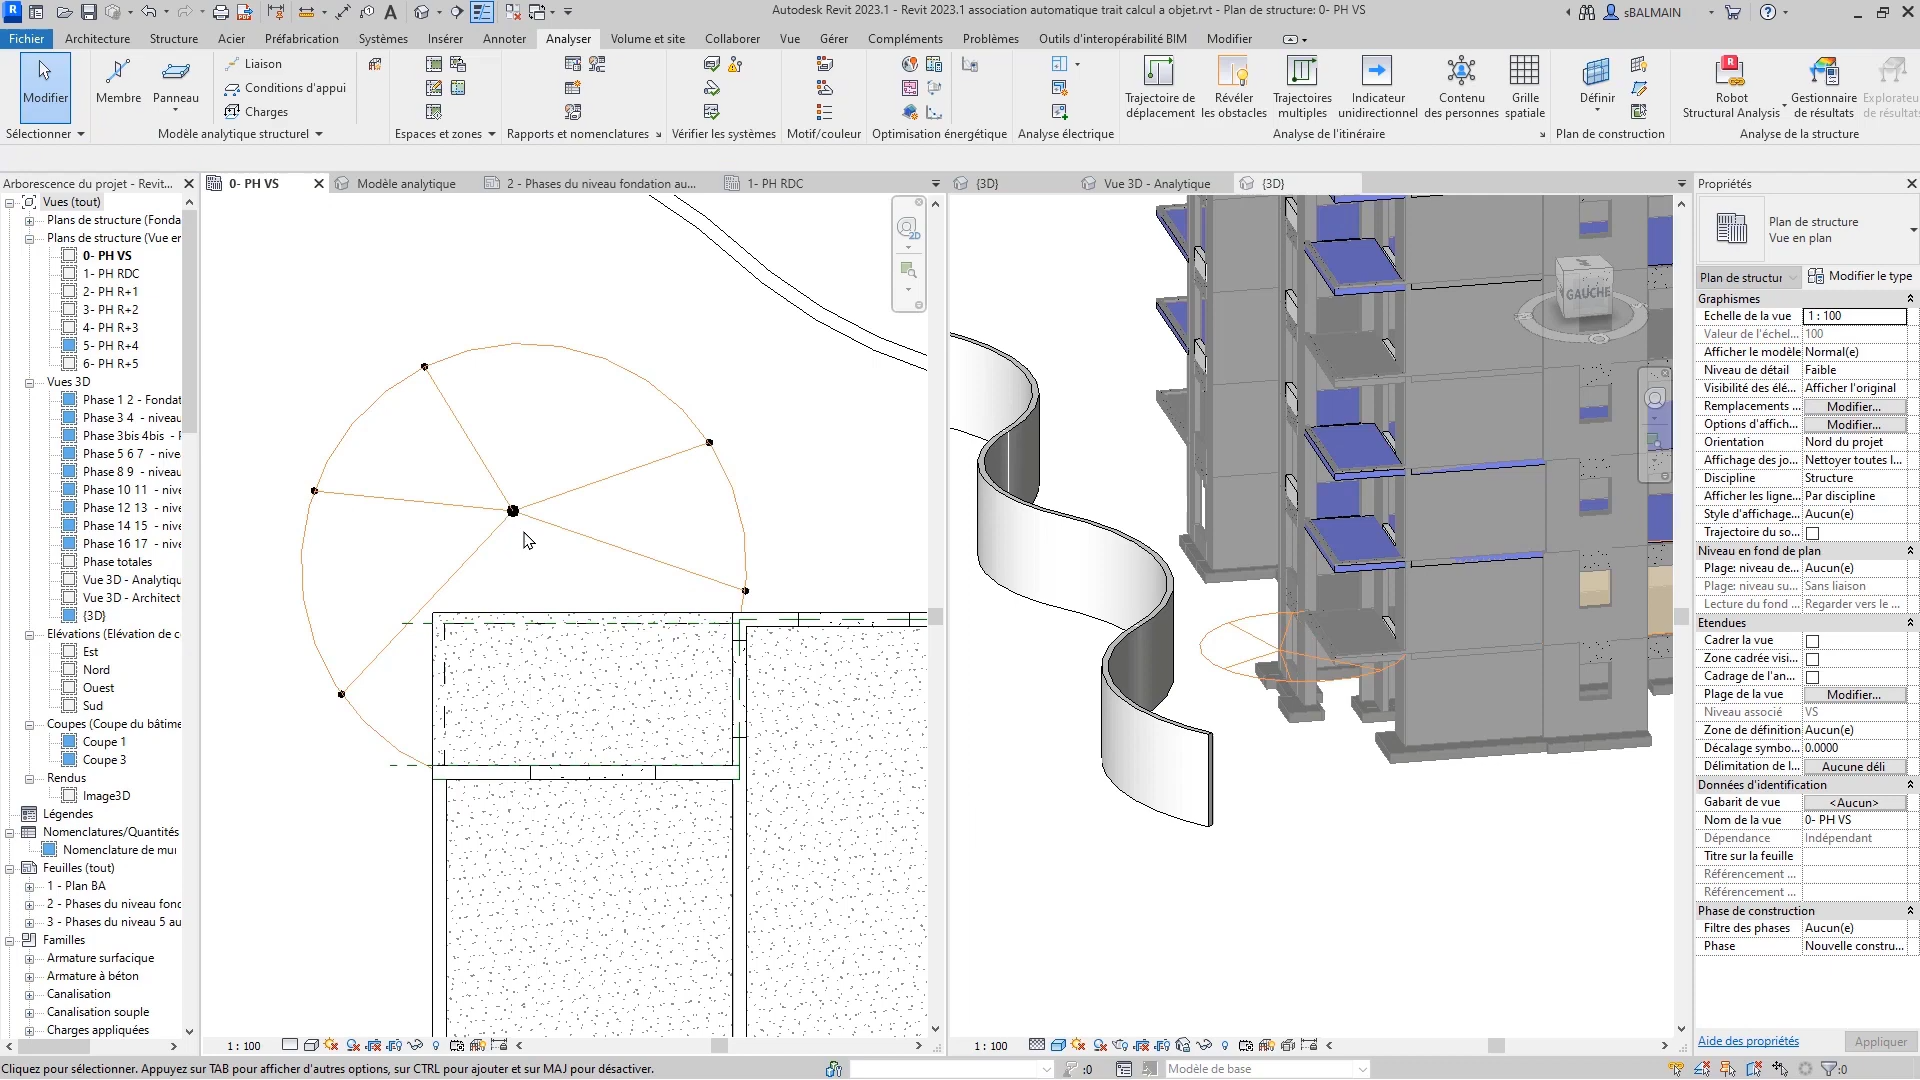 Autodesk Revit 2023.1 - Revit 2023.1 association automatique trait calcul a objet.rvt - Plan de structure: 0- PH VS
sBALMAIN
Fichier Architecture Structure Acier Préfabrication Systèmes Insérer Annoter Analyser Volume et site Collaborer Vue Gérer Compléments Problèmes Outils d'interopérabilité BIM Modifier
Modifier
Membre
Panneau
Liaison
Conditions d'appui
Charges
Trajectoire de déplacement
Révéler les obstacles
Trajectoires multiples
Indicateur unidirectionnel
Contenu des personnes
Grille spatiale
Définir
Robot Structural Analysis
Gestionnaire de résultats
Explorateur de résultats
Sélectionner
Modèle analytique structurel
Espaces et zones
Rapports et nomenclatures
Vérifier les systèmes
Motif/couleur
Optimisation énergétique
Analyse électrique
Analyse de l'itinéraire
Plan de construction
Analyse de la structure
Arborescence du projet - Revit...
0- PH VS
Modèle analytique
2 - Phases du niveau fondation au...
1- PH RDC
{3D}
Vue 3D - Analytique
{3D}
Vues (tout)
Plans de structure (Fonda
Plans de structure (Vue en
0- PH VS
1- PH RDC
2- PH R+1
3- PH R+2
4- PH R+3
5- PH R+4
6- PH R+5
Vues 3D
Phase 1 2 - Fondat
Phase 3 4 - niveau
Phase 3bis 4bis - 
Phase 5 6 7 - nive
Phase 8 9 - niveau
Phase 10 11 - nive
Phase 12 13 - nive
Phase 14 15 - nive
Phase 16 17 - nive
Phase totales
Vue 3D - Analytiqu
Vue 3D - Architect
{3D}
Elévations (Elévation de c
Est
Nord
Ouest
Sud
Coupes (Coupe du bâtime
Coupe 1
Coupe 3
Rendus
Image3D
Légendes
Nomenclatures/Quantités
Nomenclature de mur
Feuilles (tout)
1 - Plan BA
2 - Phases du niveau fond
3 - Phases du niveau 5 au
Familles
Armature surfacique
Armature à béton
Canalisation
Canalisation souple
Charges appliquées
2D
GAUCHE
Propriétés
Plan de structure
Vue en plan
Plan de structur
Modifier le type
Graphismes
Echelle de la vue 1 : 100
Valeur de l'échel... 100
Afficher le modèle Normal(e)
Niveau de détail Faible
Visibilité des élé... Afficher l'original
Remplacements ... Modifier...
Options d'affich... Modifier...
Orientation Nord du projet
Affichage des jo... Nettoyer toutes l...
Discipline Structure
Afficher les ligne... Par discipline
Style d'affichage... Aucun(e)
Trajectoire du so...
Niveau en fond de plan
Plage: niveau de... Aucun(e)
Plage: niveau su... Sans liaison
Lecture du fond ... Regarder vers le ...
Etendues
Cadrer la vue
Zone cadrée visi...
Cadrage de l'an...
Plage de la vue Modifier...
Niveau associé VS
Zone de définition Aucun(e)
Décalage symbo... 0.0000
Délimitation de l... Aucune déli
Données d'identification
Gabarit de vue <Aucun>
Nom de la vue 0- PH VS
Dépendance Indépendant
Titre sur la feuille
Référencement ...
Référencement ...
Phase de construction
Filtre des phases Aucun(e)
Phase Nouvelle constru...
Aide des propriétés
Appliquer
1 : 100
1 : 100
Cliquez pour sélectionner. Appuyez sur TAB pour afficher d'autres options, sur CTRL pour ajouter et sur MAJ pour désactiver.
:0
Modèle de base
:0